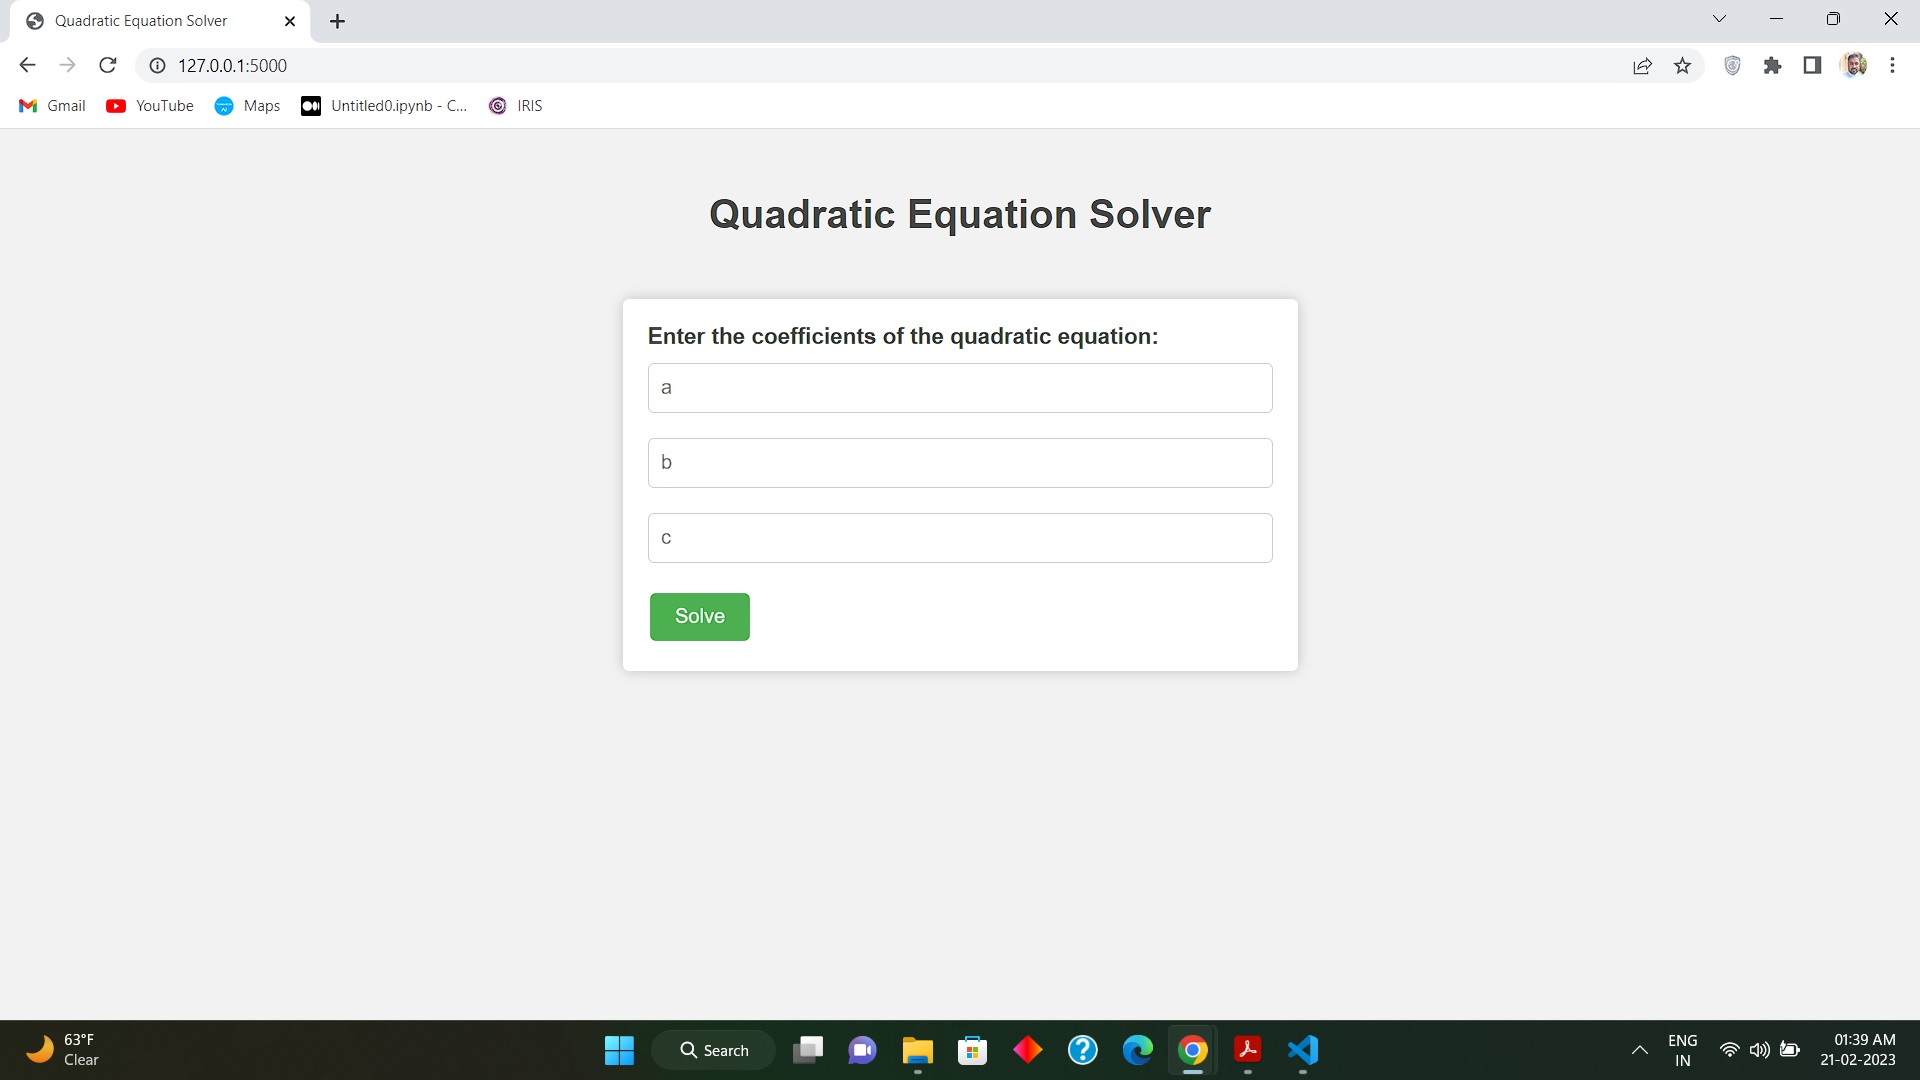 Quadratic Equation Solver
127.0.0.1:5000
Gmail YouTube Maps Untitled0.ipynb - C... IRIS
Quadratic Equation Solver
Enter the coefficients of the quadratic equation:
a
b
c
Solve
63°F
Clear
Search
ENG
IN
01:39 AM
21-02-2023